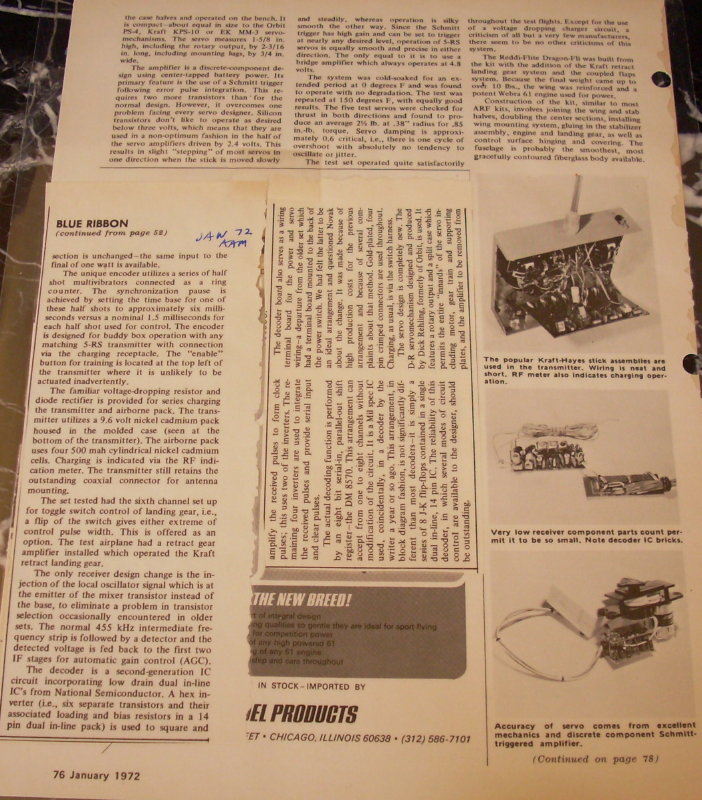 the case halves and operated on the bench. It
is compact—about equal in size to the Orbit
PS-4, Kraft KPS-10 or EK MM-3 servo-
mechanisms. The servo measures 1-5/8 in.
high, including the rotary output, by 2-3/16
in. long, including mounting lugs, by 3/4 in.
wide.
The amplifier is a discrete-component de-
sign using center-tapped battery power. Its
primary feature is the use of a Schmitt trigger
following error pulse integration. This re-
quires two more transistors than for the
normal design. However, it overcomes one
problem facing every servo designer. Silicon
transistors don't like to operate as desired
below three volts, which means that they are
used in a non-optimum fashion in the half of
the servo amplifiers driven by 2.4 volts. This
results in slight "stepping" of most servos in
one direction when the stick is moved slowly
and steady, whereas operation is silky
smooth the other way. Since the Schmitt
trigger has high gain and can be set to trigger
at nearly any desired level, operation of 5-RS
servos is equally smooth and precise in either
direction. The only equal to it is to use a
bridge amplifier which always operates at 4.8
volts.
The system was cold-soaked for an ex-
tended period at 0 degrees F and was found
to operate with no degradation. The test was
repeated at 150 degrees F, with equally good
results. The five test servos were checked for
thrust in both directions and found to pro-
duce an average 2½ lb. at .38" radius for .85
in.-lb. torque. Servo damping is approxi-
mately 0.6 critical, i.e., there is one cycle of
overshoot with absolutely no tendency to
oscillate or jitter.
The test set operated quite satisfactorily
throughout the test flights. Except for the use
of a voltage dropping charger circuit, a
criticism of all but a very few manufacturers,
there seem to be no other criticisms of this
system.
The Reddi-Flite Dragon-Fli was built from
the kit with the addition of the Kraft retract
landing gear system and the coupled flaps
system. Because the final weight came up to
over 10 lbs., the wing was reinforced and a
potent Webra 61 engine used for power.
Construction of the kit, similar to most
ARF kits, involves joining the wing and stab
halves, doubling the center sections, installing
wing mounting system, gluing in the stabilizer
assembly, engine and landing gear, as well as
control surface hinging and covering. The
fuselage is probably the smoothest, most
gracefully contoured fiberglass body available.
BLUE RIBBON
(continued from page 52)
JAN 72
AAM
section is unchanged—the same input to the
final of one watt is available.
The unique encoder utilizes a series of half
shot multivibrators connected as a ring
counter. The synchronization pause is
achieved by setting the time base for one of
these half shots to approximately six milli-
seconds versus a nominal 1.5 milliseconds for
each half shot used for control. The encoder
is designed for buddy box operation with any
matching 5-RS transmitter with connection
via the charging receptacle. The "enable"
button for training is located at the top left of
the transmitter where it is unlikely to be
actuated inadvertently.
The familiar voltage-dropping resistor and
diode rectifier is provided for series charging
the transmitter and airborne pack. The trans-
mitter utilizes a 9.6 volt nickel cadmium pack
housed in the molded case (seen at the
bottom of the transmitter). The airborne pack
uses four 500 mah cylindrical nickel cadmium
cells. Charging is indicated via the RF indi-
cation meter. The transmitter still retains the
outstanding coaxial connector for antenna
mounting.
The set tested had the sixth channel set up
for toggle switch control of landing gear, i.e.,
a flip of the switch gives either extreme of
control pulse width. This is offered as an
option. The test airplane had a retract gear
amplifier installed which operated the Kraft
retract landing gear.
The only receiver design change is the in-
jection of the local oscillator signal which is at
the emitter of the mixer transistor instead of
the base, to eliminate a problem in transistor
selection occasionally encountered in older
sets. The normal 455 kHz intermediate fre-
quency strip is followed by a detector and the
detected voltage is fed back to the first two
IF stages for automatic gain control (AGC).
The decoder is a second-generation IC
circuit incorporating low drain dual in-line
IC's from National Semiconductor. A hex in-
verter (i.e., six separate transistors and their
associated loading and bias resistors in a 14
pin dual in-line pack) is used to square and
amplify the received pulses to form clock
pulses; this uses two of the inverters. The re-
maining four inverters are used to integrate
the received pulses and provide serial input
and clear pulses.
The actual decoding function is performed
by an eight bit serial-in, parallel-out shift
register—the DM 8570. This arrangement can
accept from one to eight channels without
modification of the circuit. It is a Mil spec IC
used, coincidentally, in a decoder by the
writer a year or so ago. This arrangement, in
block diagram fashion, is not significantly dif-
ferent than most decoders—it is simply a
series of 8 J-K flip-flops contained in a single
dual in-line, 14 pin IC. The reliability of this
decoder, in which several modes of circuit
control are available to the designer, should
be outstanding.
The decoder board also serves as a wiring
terminal board for the power and servo
wiring—a departure from the older set which
had a terminal board mounted to the back of
the power switch. We had felt the latter to be
an ideal arrangement and questioned Novak
about the change. It was made because of
high production costs for the previous
arrangement and because of several com-
plaints about that method. Gold-plated, four
pin, crimped connectors are used throughout.
Charging, as usual, is via the switch harness.
The servo design is completely new. The
D-R servomechanism designed and produced
by Dick Rehling, formerly of Orbit, is used. It
features a rotary output and a split case which
permits the entire "innards" of the servo in-
cluding motor, gear train and supporting
plates, and the amplifier to be removed from
The popular Kraft-Hayes stick assemblies are
used in the transmitter. Wiring is neat and
short. RF meter also indicates charging oper-
ation.
Very low receiver component parts count per-
mit it to be so small. Note decoder IC bricks.
Accuracy of servo comes from excellent
mechanics and discrete component Schmitt-
triggered amplifier.
(Continued on page 78)
THE NEW BREED!
of integral design
ing qualities so gentle they are ideal for sport flying
for competition power
any high powered 61
of any 61 engine
ship and care throughout
IN STOCK—IMPORTED BY
EL PRODUCTS
ET • CHICAGO, ILLINOIS 60638 • (312) 586-7101
76 January 1972